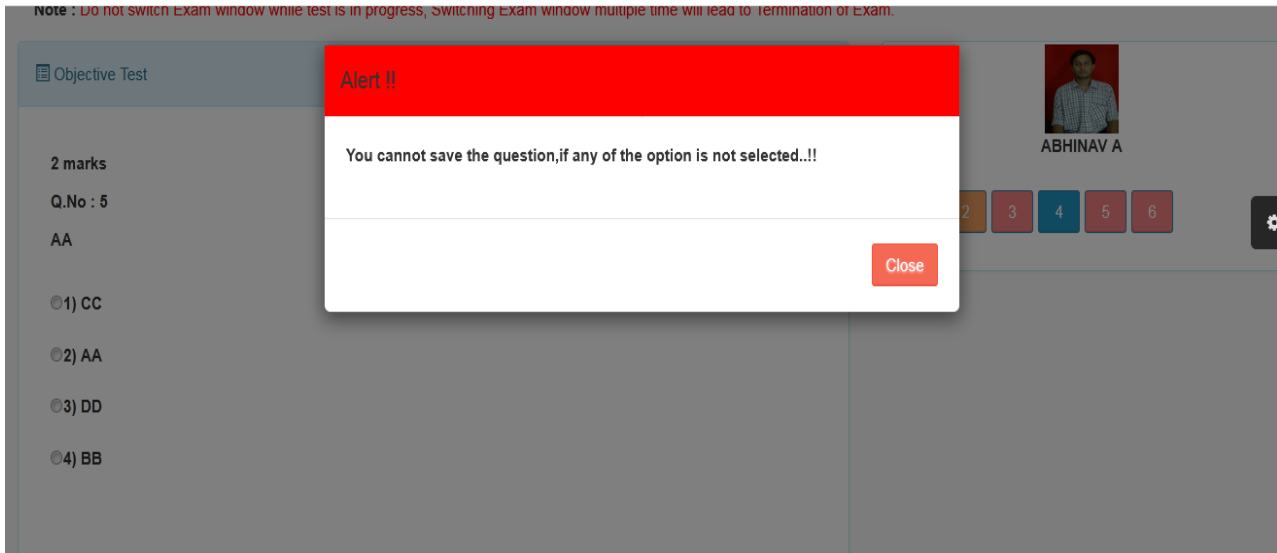 Note : Do not switch Exam window while test is in progress, Switching Exam window multiple time will lead to Termination of Exam.
Objective Test
Alert !!
You cannot save the question,if any of the option is not selected..!!
Close
2 marks
Q.No : 5
AA
1) CC
2) AA
3) DD
4) BB
ABHINAV A
2 3 4 5 6